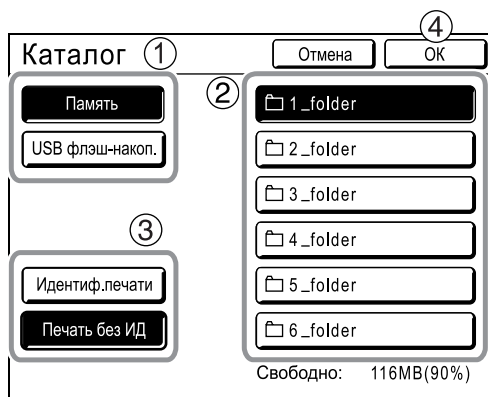 ④
Каталог ①
Отмена
ОК
Память
USB флэш-накоп.
②
1_folder
2_folder
3_folder
4_folder
5_folder
6_folder
③
Идентиф.печати
Печать без ИД
Свободно: 116MB(90%)